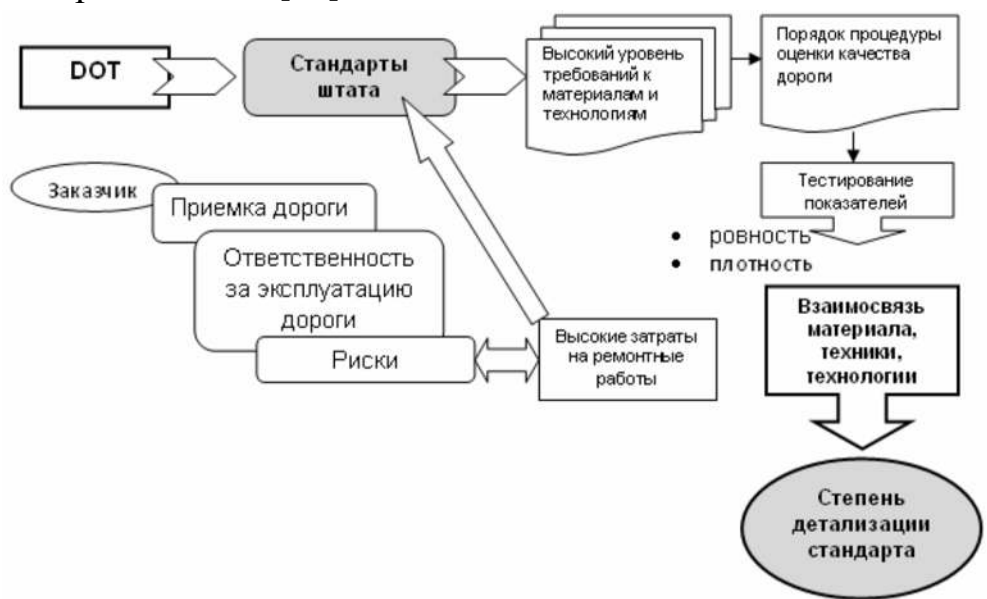 DOT
Стандарты
штата
Высокий уровень
требований к
материалам и
технологиям
Порядок процедуры
оценки качества
дороги
Заказчик
Приемка дороги
Ответственность
за эксплуатацию
дороги
Риски
Высокие затраты
на ремонтные
работы
Тестирование
показателей
• ровность
• плотность
Взаимосвязь
материала,
техники,
технологии
Степень
детализации
стандарта